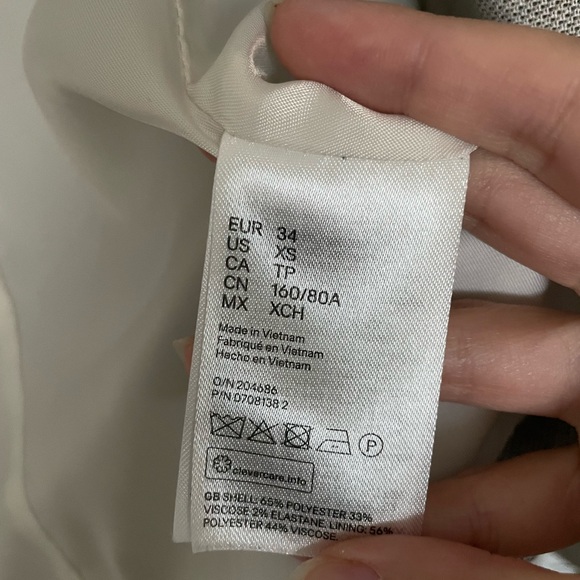 EUR 34
US XS
CA TP
CN 160/80A
MX XCH
Made in Vietnam
Fabriqué en Vietnam
Hecho en Vietnam
O/N 204686
P/N 0708138 2
P
clevercare.info
GB SHELL: 65% POLYESTER 33%
VISCOSE 2% ELASTANE. LINING: 56%
POLYESTER 44% VISCOSE.